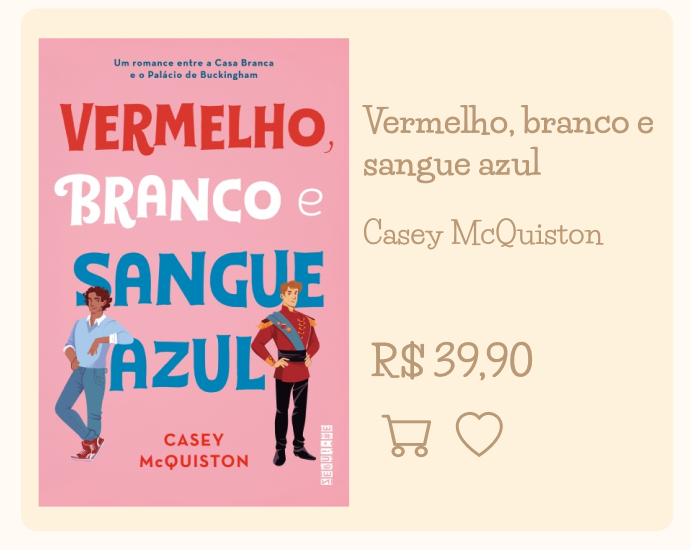 Um romance entre a Casa Branca
e o Palácio de Buckingham
VERMELHO,
BRANCO e
SANGUE
AZUL
CASEY
McQUISTON
SEGUINTE
Vermelho, branco e
sangue azul
Casey McQuiston
R$ 39,90